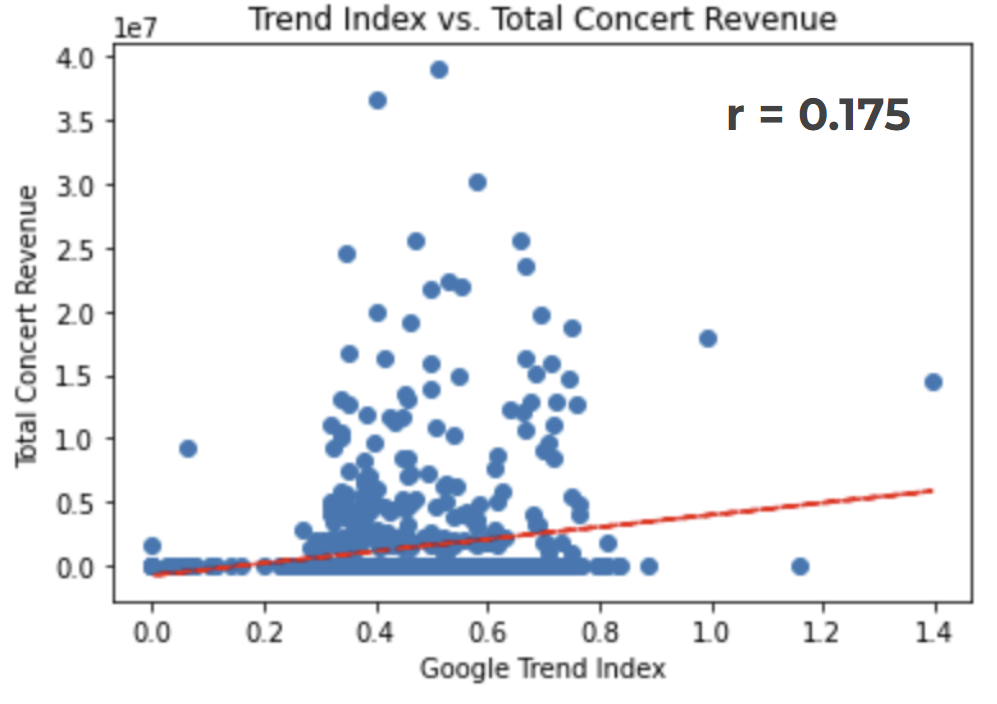 Trend Index vs. Total Concert Revenue
1e7
4.0
3.5
3.0
2.5
2.0
1.5
1.0
0.5
0.0
r = 0.175
Total Concert Revenue
0.0 0.2 0.4 0.6 0.8 1.0 1.2 1.4
Google Trend Index